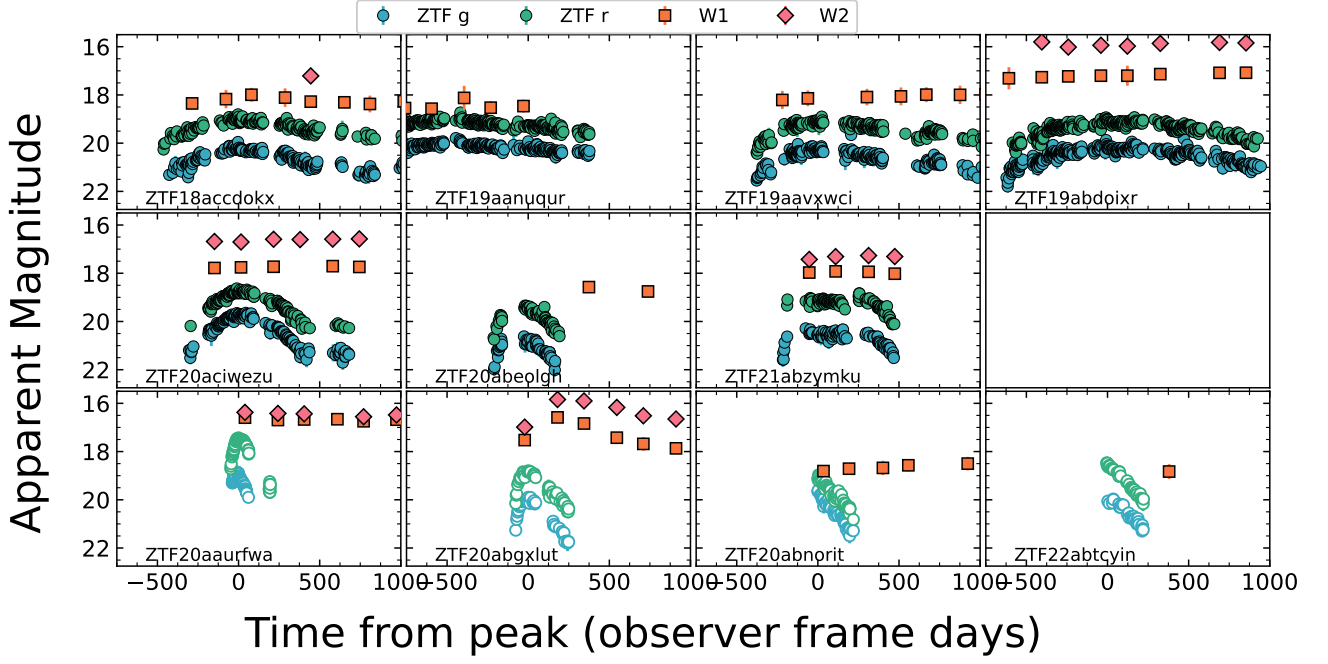 ZTF g ZTF r W1 W2
16
18
20
22
ZTF18accdokx ZTF19aanuqur ZTF19aavxwci ZTF19abdoixr
16
18
20
22
ZTF20aciwezu ZTF20abeolgh ZTF21abzymku
16
18
20
22
ZTF20aaurfwa ZTF20abgxlut ZTF20abnorit ZTF22abtcyin
−500 0 500 1000 −500 0 500 1000 −500 0 500 1000 −500 0 500 1000
Apparent Magnitude
Time from peak (observer frame days)